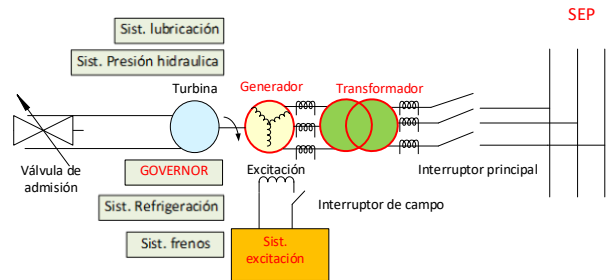 SEP
Sist. lubricación
Sist. Presión hidraulica
Turbina
Generador
Transformador
Válvula de
admisión
GOVERNOR
Excitación
Interruptor principal
Sist. Refrigeración
Interruptor de campo
Sist. frenos
Sist.
excitación